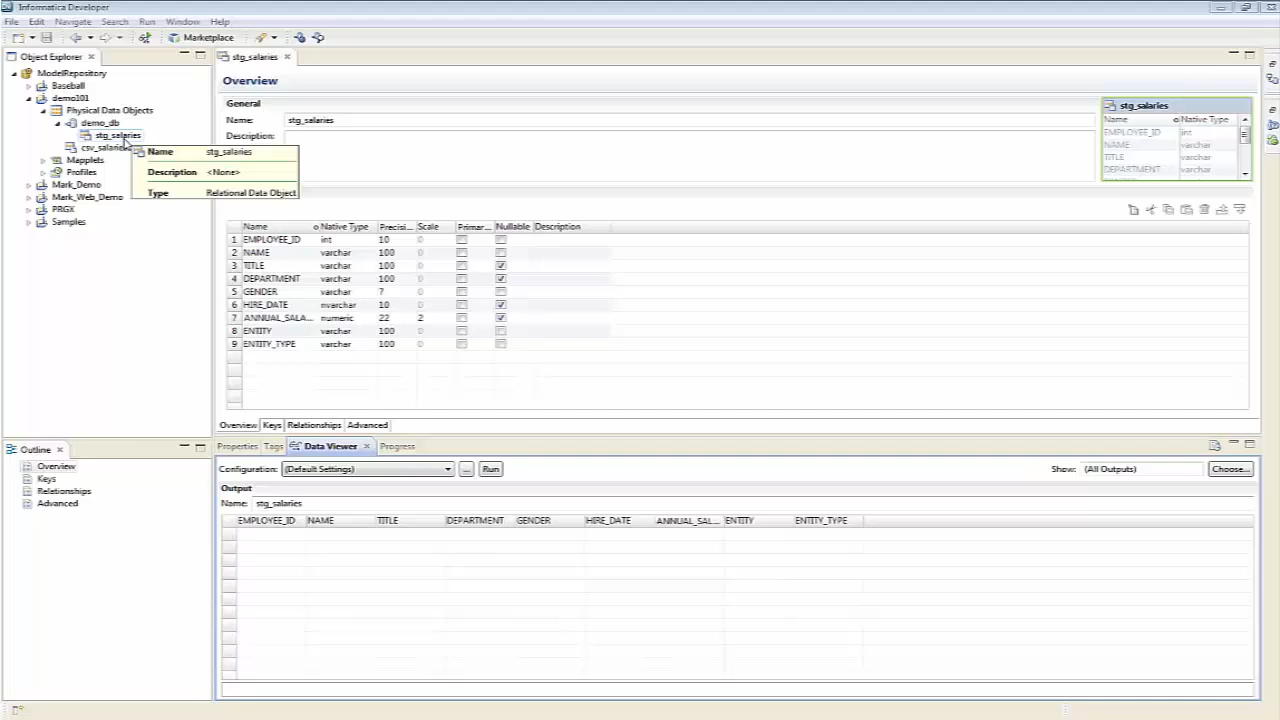 Informatica Developer
File Edit Navigate Search Run Window Help
Marketplace
Object Explorer
ModelRepository
Baseball
demo101
Physical Data Objects
demo_db
stg_salaries
csv_salaries
Mapplets
Profiles
Mark_Demo
Mark_Web_Demo
PRGX
Samples
Name stg_salaries
Description <None>
Type Relational Data Object
stg_salaries
Overview
General
Name: stg_salaries
Description:
stg_salaries
Name Native Type
EMPLOYEE_ID int
NAME varchar
TITLE varchar
DEPARTMENT varchar
Name Native Type Precisi... Scale Primar... Nullable Description
1 EMPLOYEE_ID int 10 0
2 NAME varchar 100 0
3 TITLE varchar 100 0
4 DEPARTMENT varchar 100 0
5 GENDER varchar 7 0
6 HIRE_DATE nvarchar 10 0
7 ANNUAL_SALA... numeric 22 2
8 ENTITY varchar 100 0
9 ENTITY_TYPE varchar 100 0
Overview Keys Relationships Advanced
Outline
Overview
Keys
Relationships
Advanced
Properties Tags Data Viewer Progress
Configuration: (Default Settings) ... Run Show: (All Outputs) Choose...
Output
Name: stg_salaries
EMPLOYEE_ID NAME TITLE DEPARTMENT GENDER HIRE_DATE ANNUAL_SAL... ENTITY ENTITY_TYPE